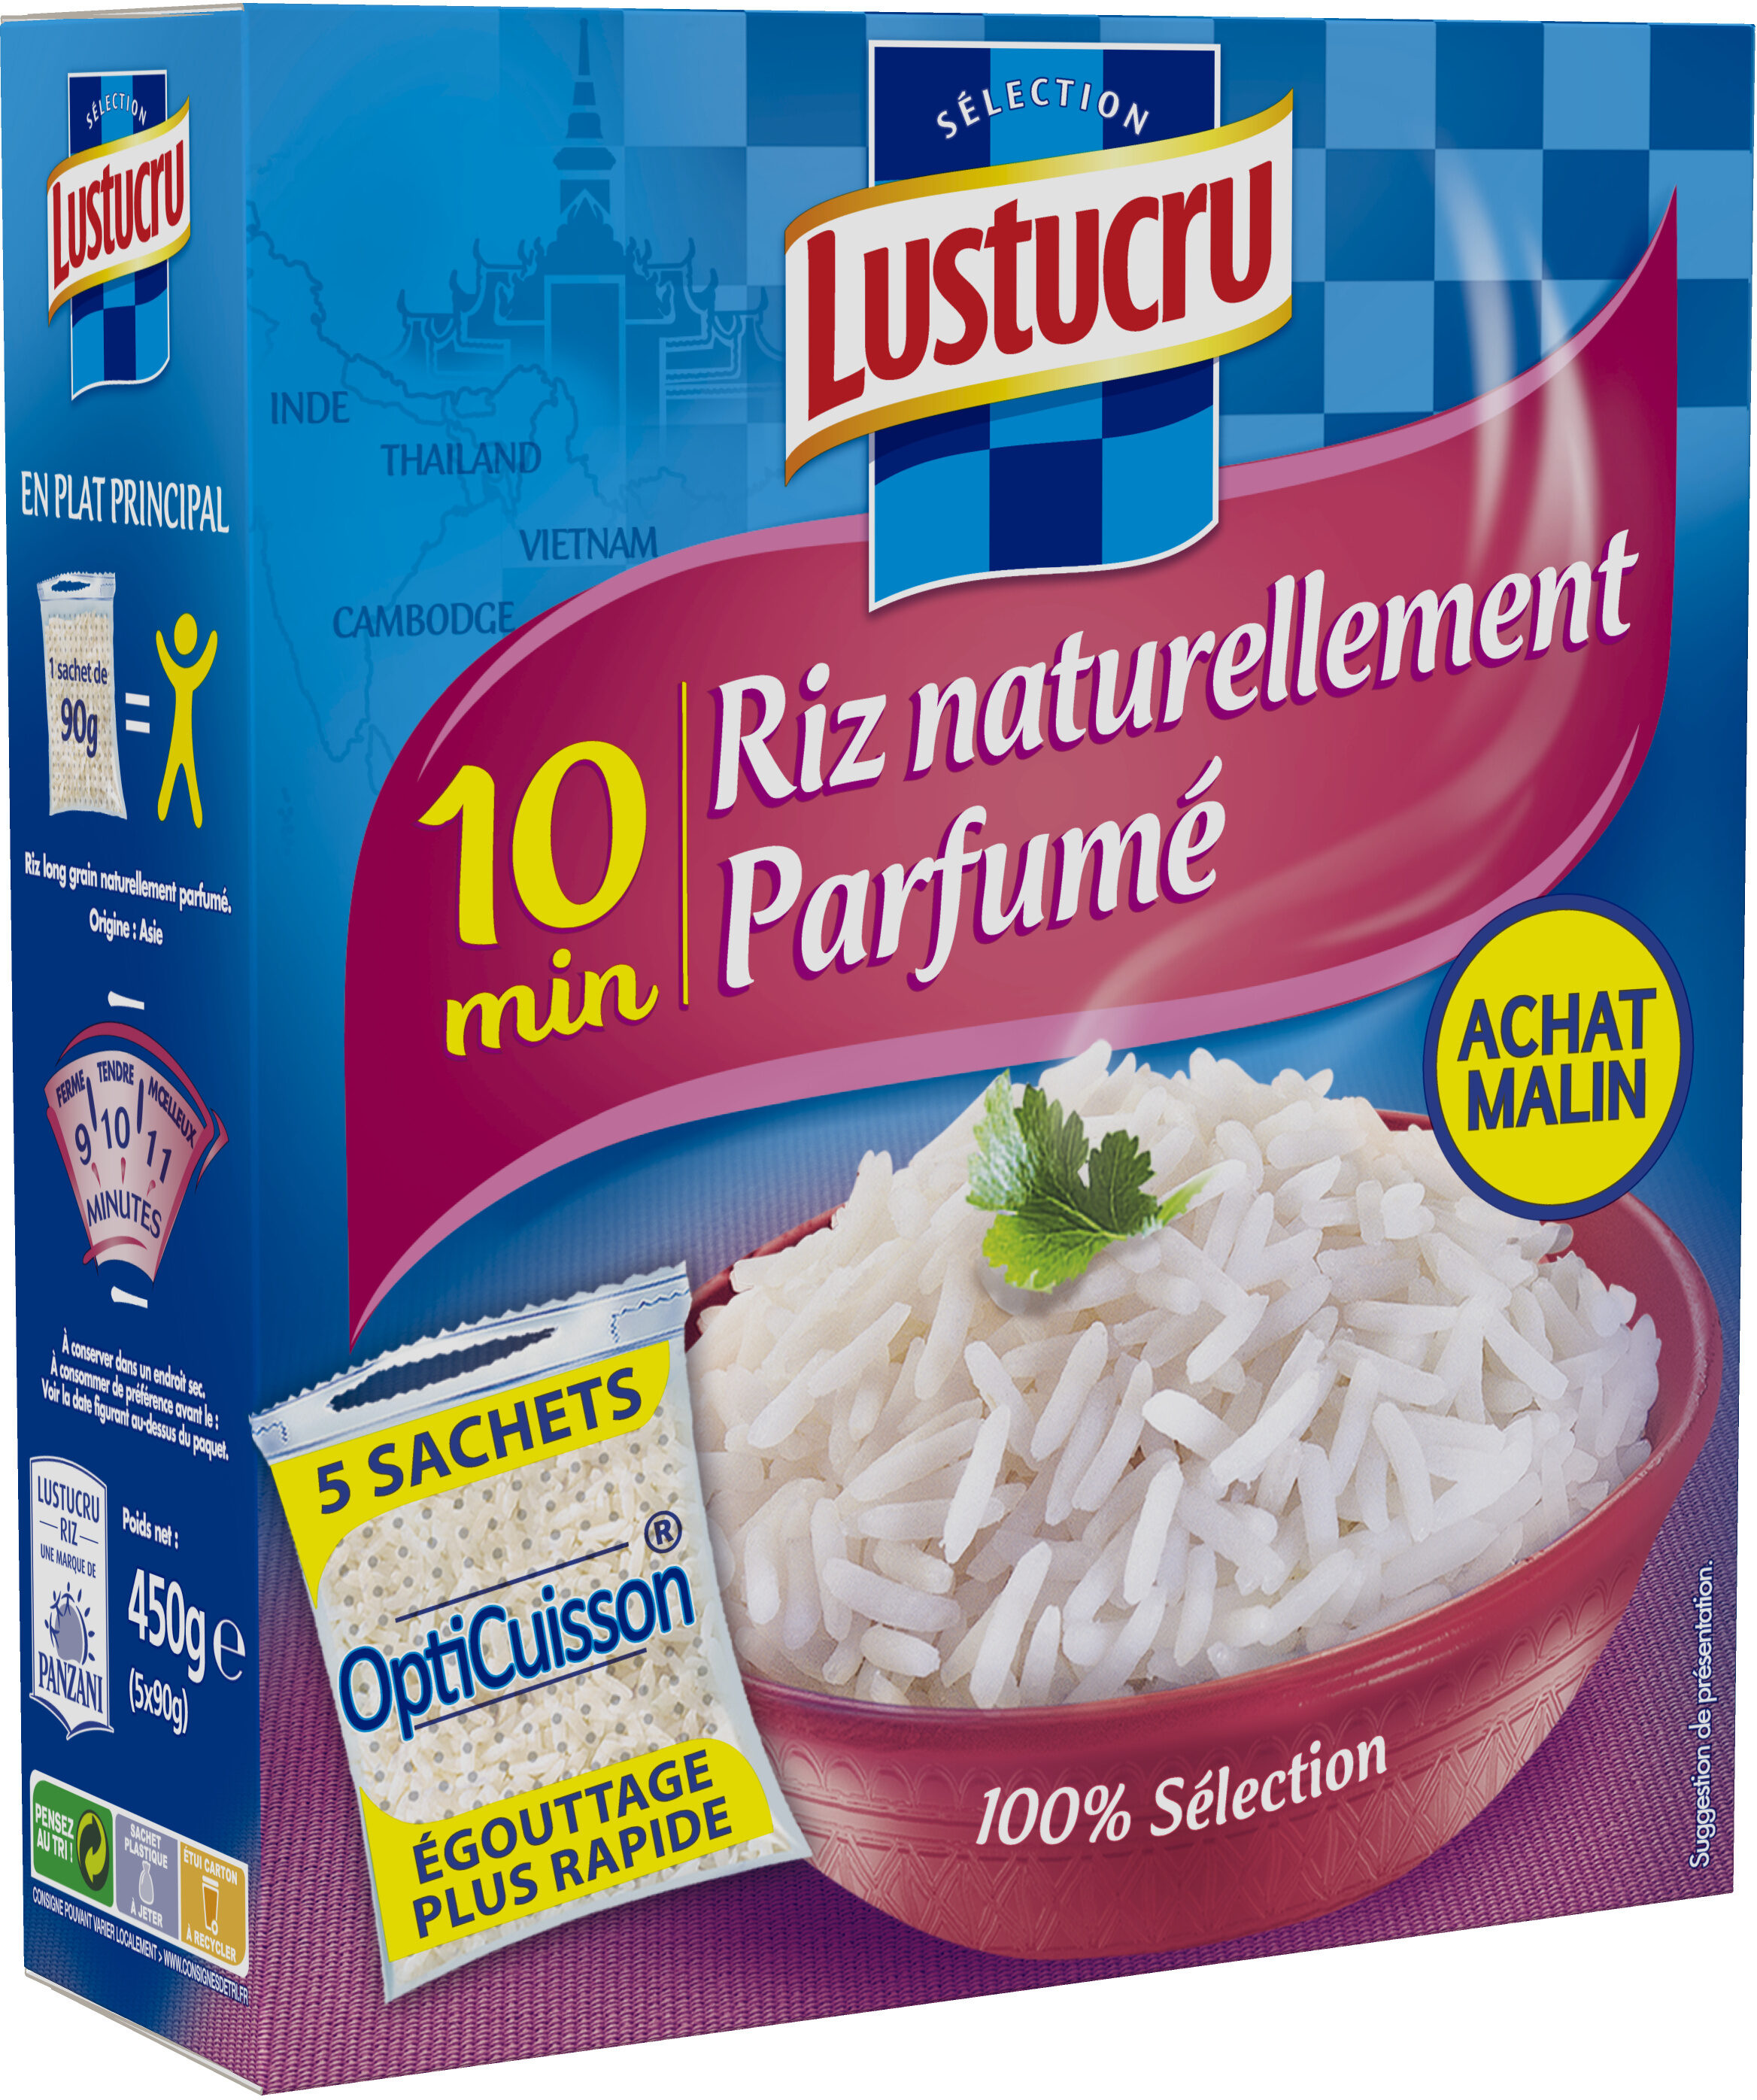 SÉLECTION
Lustucru
EN PLAT PRINCIPAL
1 sachet de
90g
=
Riz long grain naturellement parfumé.
Origine : Asie
FERME TENDRE MOELLEUX
9 10 11
MINUTES
À conserver dans un endroit sec.
À consommer de préférence avant le :
Voir la date figurant au-dessus du paquet.
LUSTUCRU
RIZ
UNE MARQUE DE
PANZANI
Poids net :
450g e
(5x90g)
PENSEZ
AU TRI !
SACHET
PLASTIQUE
À JETER
ÉTUI CARTON
À RECYCLER
CONSIGNE POUVANT VARIER LOCALEMENT > WWW.CONSIGNESDETRI.FR
SÉLECTION
Lustucru
INDE
THAILAND
VIETNAM
CAMBODGE
10
min
Riz naturellement
Parfumé
ACHAT
MALIN
5 SACHETS
OptiCuisson®
ÉGOUTTAGE
PLUS RAPIDE
100% Sélection
Suggestion de présentation.